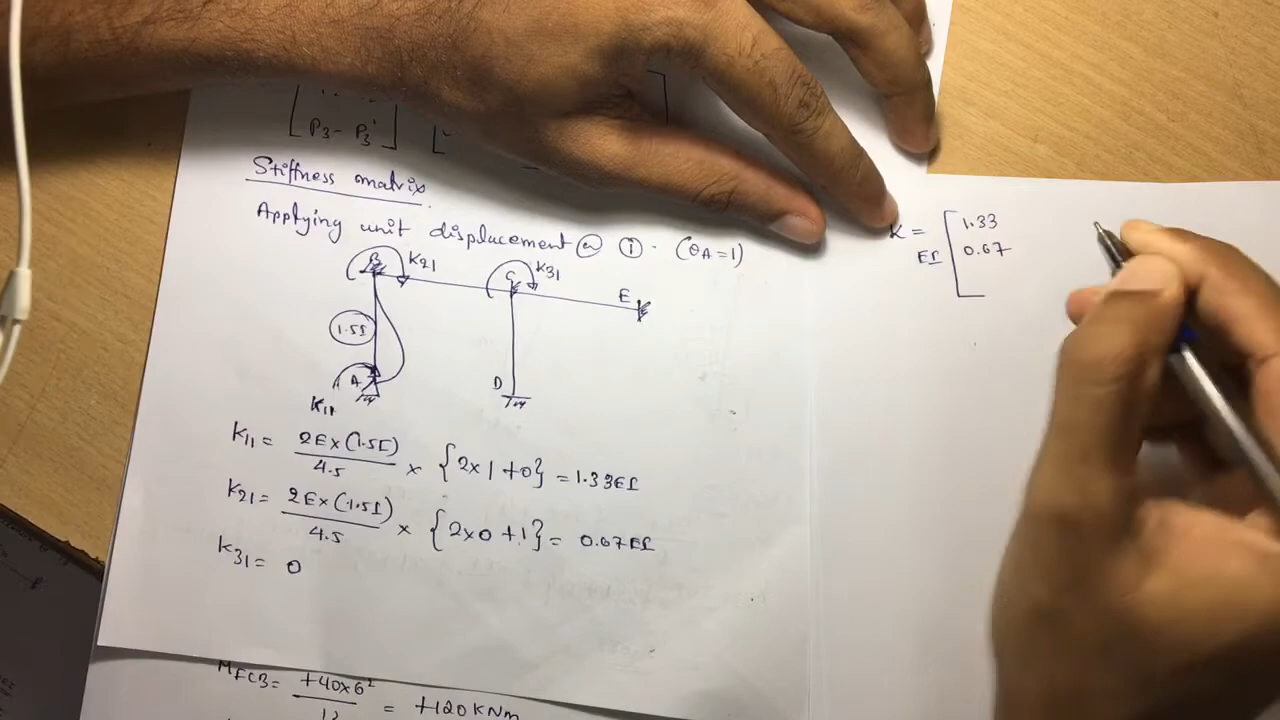 P3 - P3'
Stiffness matrix
Applying unit displacement @ ① . (θA=1)
B K21
C K31
E
1.5I
A
D
K11
K11 = 2E×(1.5I)/4.5 × {2×1+0} = 1.33EI
K21 = 2E×(1.5I)/4.5 × {2×0+1} = 0.67EI
K31 = 0
MFCB = +40×6²/12 = +120KNm
K = 1.33
EI 0.67